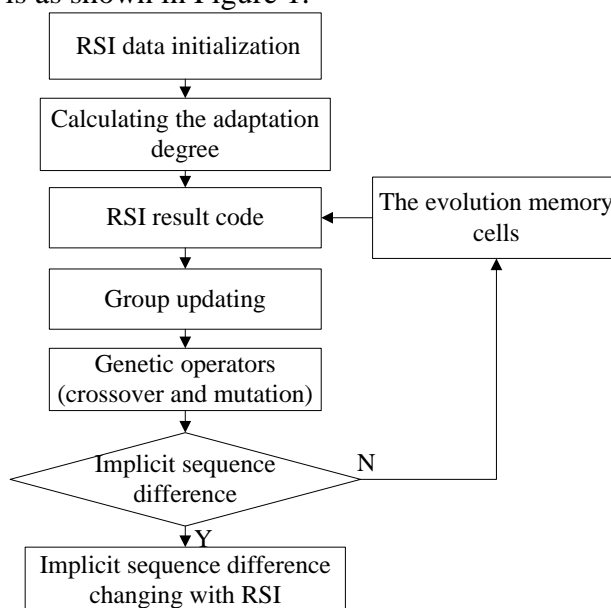 is as shown in Figure 1.
RSI data initialization
Calculating the adaptation
degree
RSI result code
The evolution memory
cells
Group updating
Genetic operators
(crossover and mutation)
Implicit sequence
difference
N
Y
Implicit sequence difference
changing with RSI